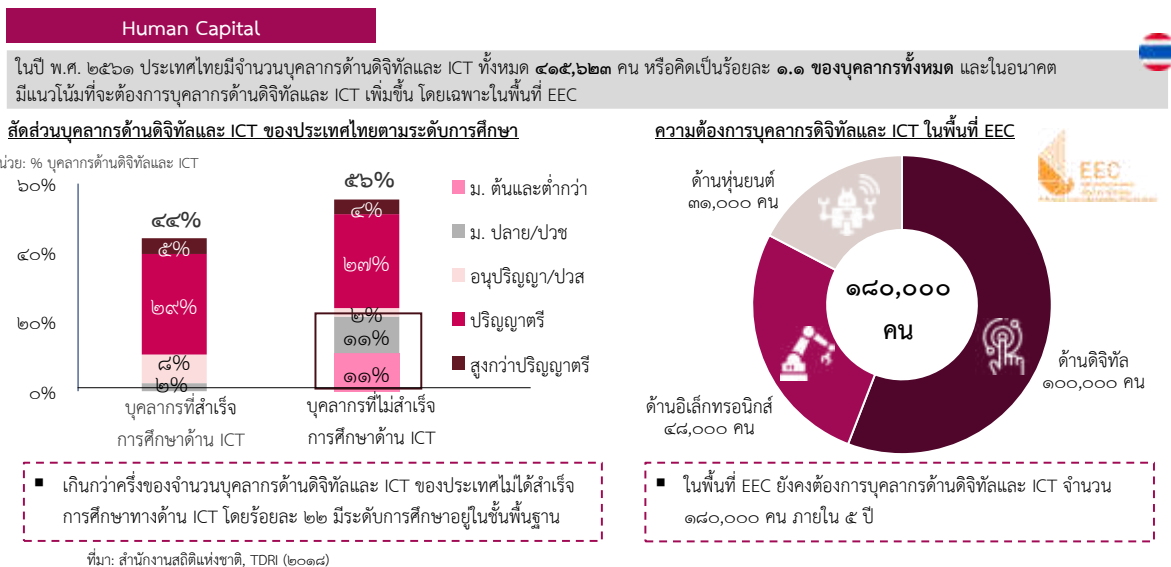 Human Capital
ในปี พ.ศ. ๒๕๖๑ ประเทศไทยมีจำนวนบุคลากรด้านดิจิทัลและ ICT ทั้งหมด ๔๑๕,๖๒๓ คน หรือคิดเป็นร้อยละ ๑.๑ ของบุคลากรทั้งหมด และในอนาคต
มีแนวโน้มที่จะต้องการบุคลากรด้านดิจิทัลและ ICT เพิ่มขึ้น โดยเฉพาะในพื้นที่ EEC
สัดส่วนบุคลากรด้านดิจิทัลและ ICT ของประเทศไทยตามระดับการศึกษา
น่วย: % บุคลากรด้านดิจิทัลและ ICT
๖๐%
๔๐%
๒๐%
๐%
๔๔%
๕%
๒๙%
๘%
๒%
บุคลากรที่สำเร็จ
การศึกษาด้าน ICT
๕๖%
๔%
๒๗%
๒%
๑๑%
๑๑%
บุคลากรที่ไม่สำเร็จ
การศึกษาด้าน ICT
ม. ต้นและต่ำกว่า
ม. ปลาย/ปวช
อนุปริญญา/ปวส
ปริญญาตรี
สูงกว่าปริญญาตรี
▪ เกินกว่าครึ่งของจำนวนบุคลากรด้านดิจิทัลและ ICT ของประเทศไม่ได้สำเร็จ
การศึกษาทางด้าน ICT โดยร้อยละ ๒๒ มีระดับการศึกษาอยู่ในชั้นพื้นฐาน
ที่มา: สำนักงานสถิติแห่งชาติ, TDRI (๒๐๑๘)
ความต้องการบุคลากรดิจิทัลและ ICT ในพื้นที่ EEC
EEC
ด้านหุ่นยนต์
๓๑,๐๐๐ คน
๑๘๐,๐๐๐
คน
ด้านดิจิทัล
๑๐๐,๐๐๐ คน
ด้านอิเล็กทรอนิกส์
๔๘,๐๐๐ คน
▪ ในพื้นที่ EEC ยังคงต้องการบุคลากรด้านดิจิทัลและ ICT จำนวน
๑๘๐,๐๐๐ คน ภายใน ๕ ปี